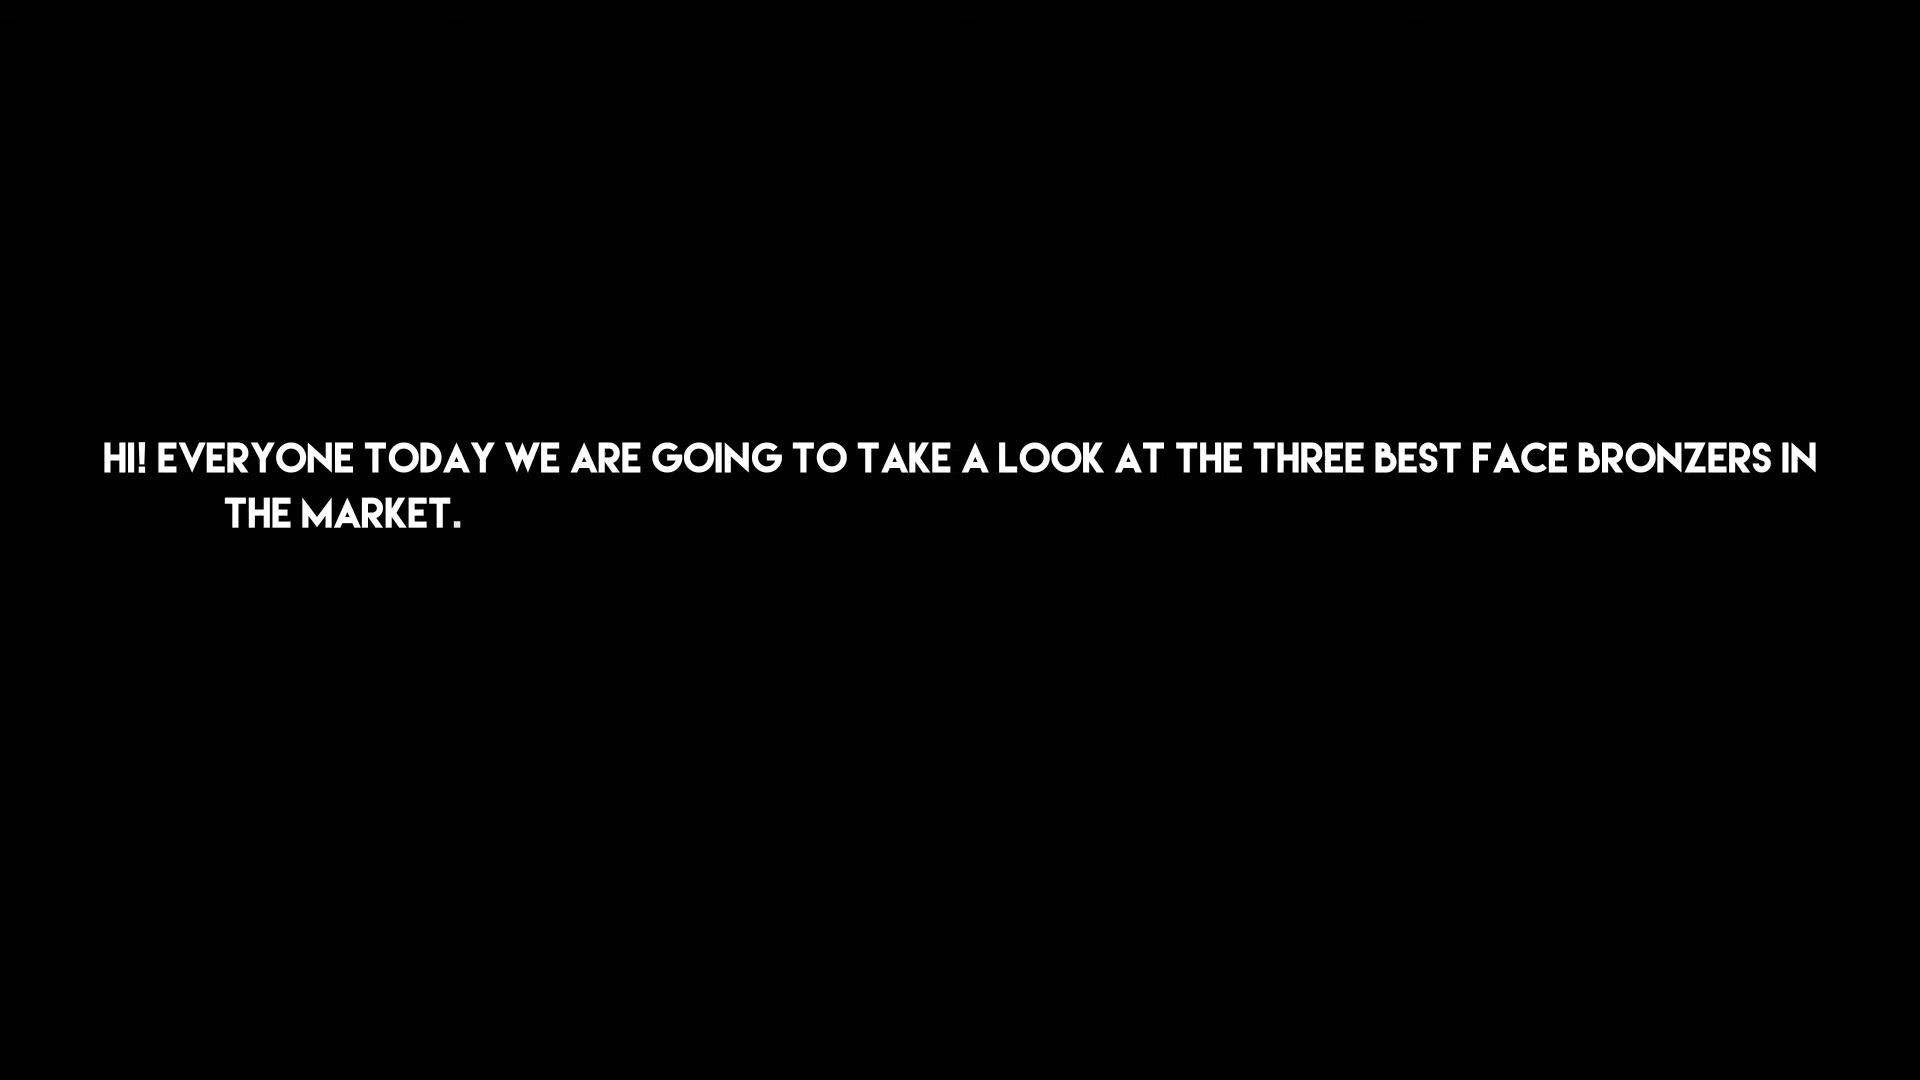 HI! EVERYONE TODAY WE ARE GOING TO TAKE A LOOK AT THE THREE BEST FACE BRONZERS IN
THE MARKET.